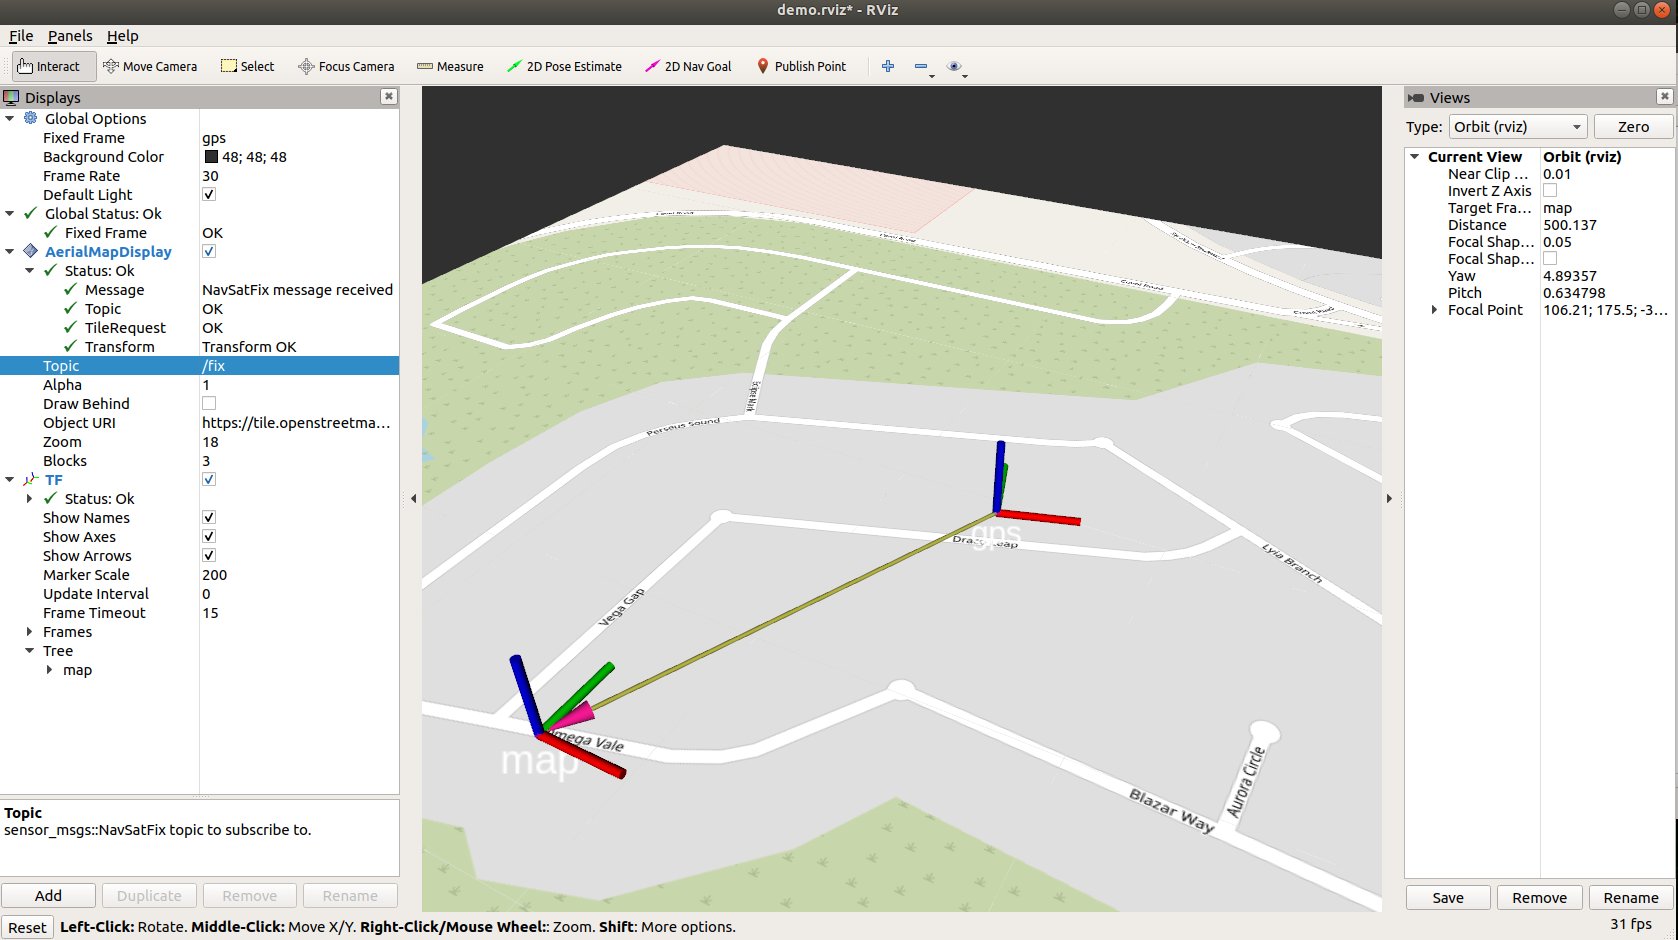 demo.rviz* - RViz
File Panels Help
Interact Move Camera Select Focus Camera Measure 2D Pose Estimate 2D Nav Goal Publish Point
Displays
Global Options
Fixed Frame gps
Background Color 48; 48; 48
Frame Rate 30
Default Light
Global Status: Ok
Fixed Frame OK
AerialMapDisplay
Status: Ok
Message NavSatFix message received
Topic OK
TileRequest OK
Transform Transform OK
Topic /fix
Alpha 1
Draw Behind
Object URI https://tile.openstreetma...
Zoom 18
Blocks 3
TF
Status: Ok
Show Names
Show Axes
Show Arrows
Marker Scale 200
Update Interval 0
Frame Timeout 15
Frames
Tree
map
Topic
sensor_msgs::NavSatFix topic to subscribe to.
Add Duplicate Remove Rename
Perseus Sound
gps
Lyla Branch
Vega Gap
map
Omega Vale
Blazar Way
Aurora Circle
Views
Type: Orbit (rviz) Zero
Current View Orbit (rviz)
Near Clip ... 0.01
Invert Z Axis
Target Fra... map
Distance 500.137
Focal Shap... 0.05
Focal Shap...
Yaw 4.89357
Pitch 0.634798
Focal Point 106.21; 175.5; -3...
Save Remove Rename
Reset Left-Click: Rotate. Middle-Click: Move X/Y. Right-Click/Mouse Wheel:: Zoom. Shift: More options.
31 fps